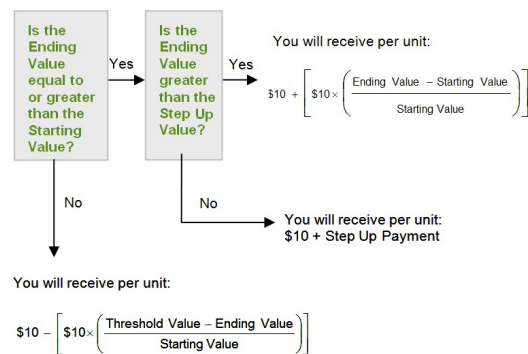 Is the
Ending
Value
equal to
or greater
than the
Starting
Value?
Yes
Is the
Ending
Value
greater
than the
Step Up
Value?
Yes
You will receive per unit:
$10 + [ $10 × ( Ending Value – Starting Value
Starting Value ) ]
No
No
You will receive per unit:
$10 + Step Up Payment
You will receive per unit:
$10 – [ $10× ( Threshold Value – Ending Value
Starting Value ) ]